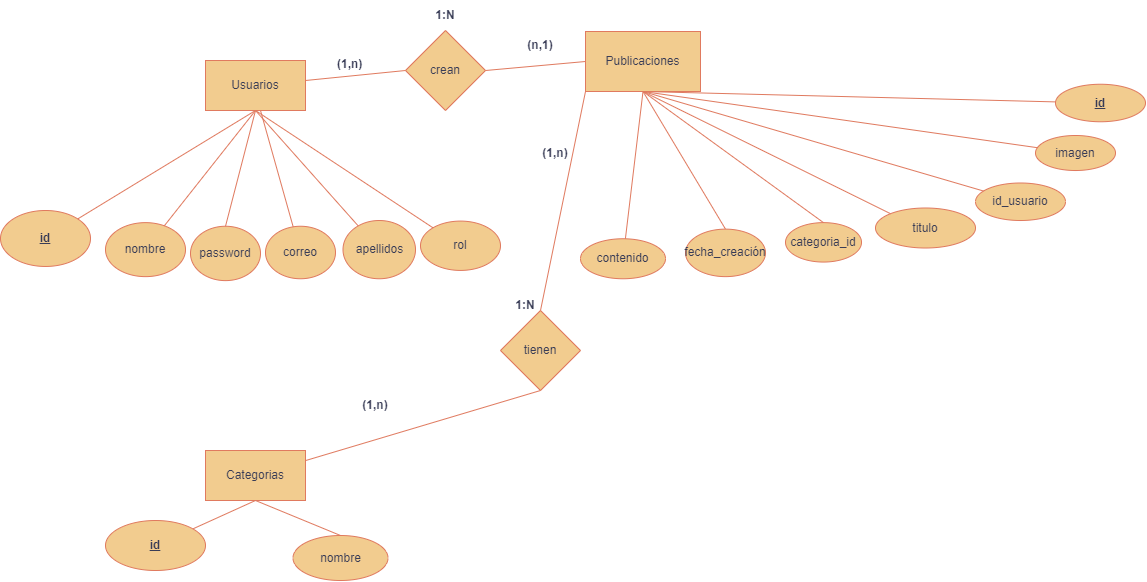 1:N
(1,n)
(n,1)
Usuarios
crean
Publicaciones
id
imagen
(1,n)
id_usuario
titulo
categoria_id
fecha_creación
contenido
id
nombre
password
correo
apellidos
rol
1:N
tienen
(1,n)
Categorias
id
nombre